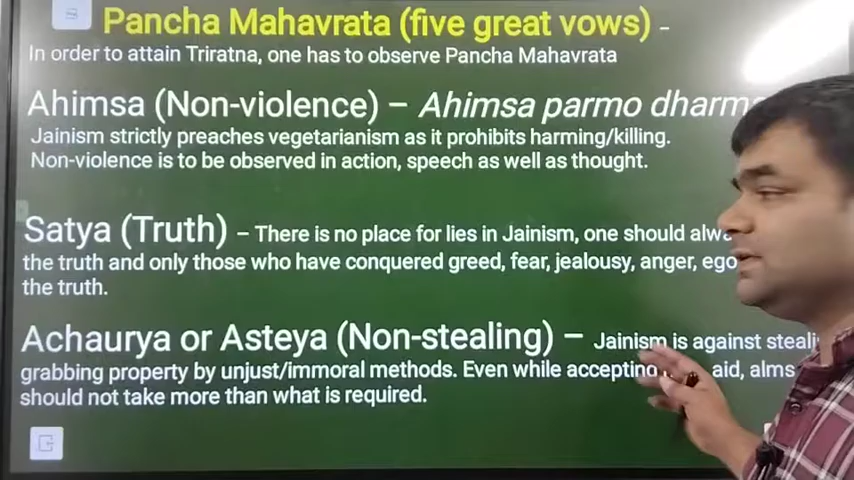 Pancha Mahavrata (five great vows) –
In order to attain Triratna, one has to observe Pancha Mahavrata
Ahimsa (Non-violence) – Ahimsa parmo dharm
Jainism strictly preaches vegetarianism as it prohibits harming/killing.
Non-violence is to be observed in action, speech as well as thought.
Satya (Truth) – There is no place for lies in Jainism, one should
the truth and only those who have conquered greed, fear, jealousy, anger, ego
the truth.
Achaurya or Asteya (Non-stealing) – Jainism is against
grabbing property by unjust/immoral methods. Even while accepting aid, alms
should not take more than what is required.